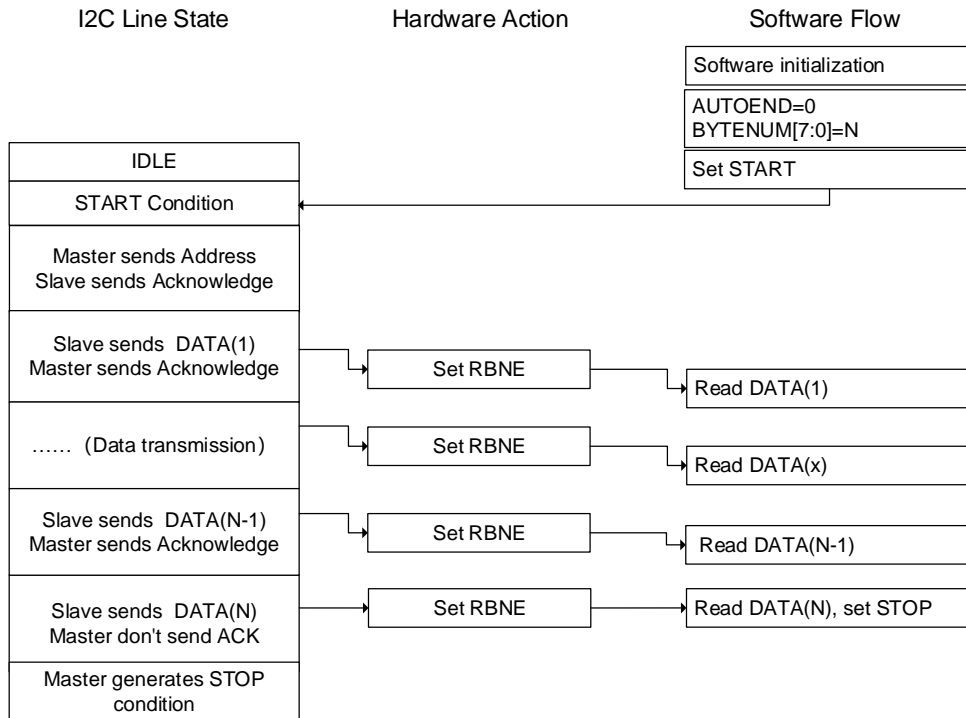 I2C Line State
Hardware Action
Software Flow
Software initialization
AUTOEND=0
BYTENUM[7:0]=N
Set START
IDLE
START Condition
Master sends Address
Slave sends Acknowledge
Slave sends DATA(1)
Master sends Acknowledge
Set RBNE
Read DATA(1)
...... (Data transmission)
Set RBNE
Read DATA(x)
Slave sends DATA(N-1)
Master sends Acknowledge
Set RBNE
Read DATA(N-1)
Slave sends DATA(N)
Master don't send ACK
Set RBNE
Read DATA(N), set STOP
Master generates STOP
condition